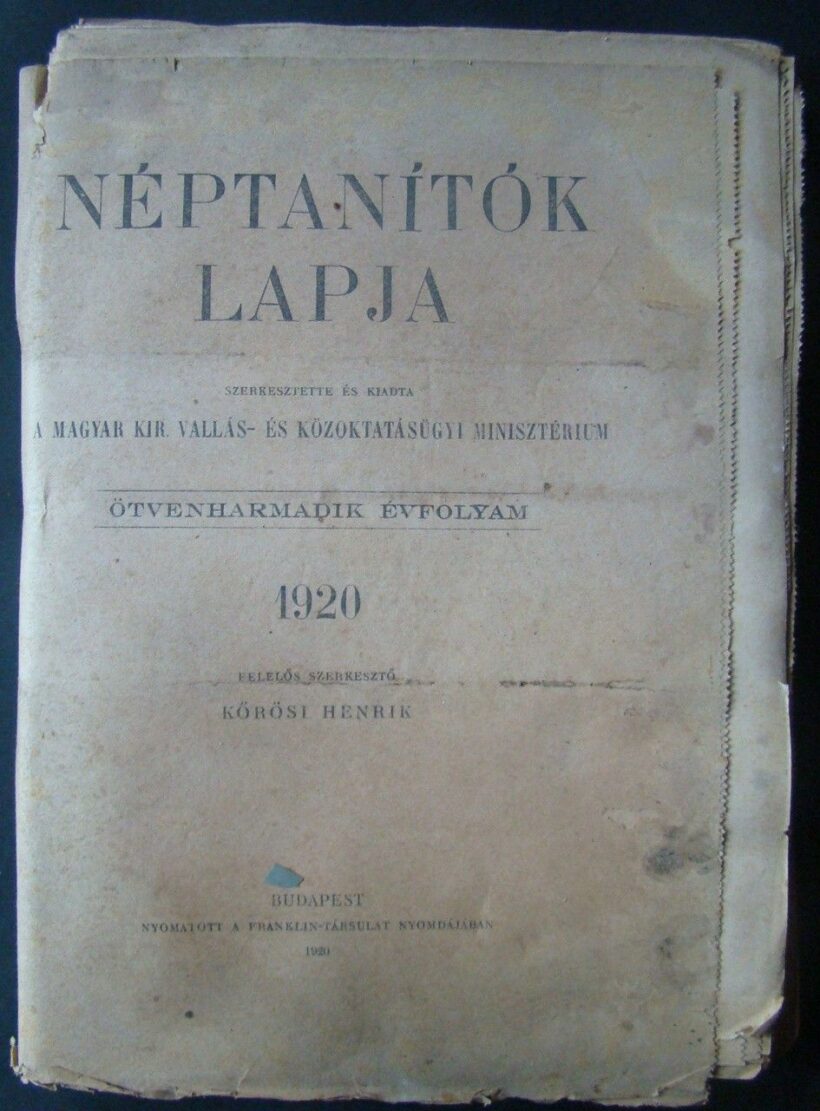 NÉPTANÍTÓK
LAPJA
SZERKESZTETTE ÉS KIADTA
A MAGYAR KIR. VALLÁS- ÉS KÖZOKTATÁSÜGYI MINISZTÉRIUM
ÖTVENHARMADIK ÉVFOLYAM
1920
FELELŐS SZERKESZTŐ
KŐRÖSI HENRIK
BUDAPEST
NYOMATOTT A FRANKLIN-TÁRSULAT NYOMDÁJÁBAN
1920